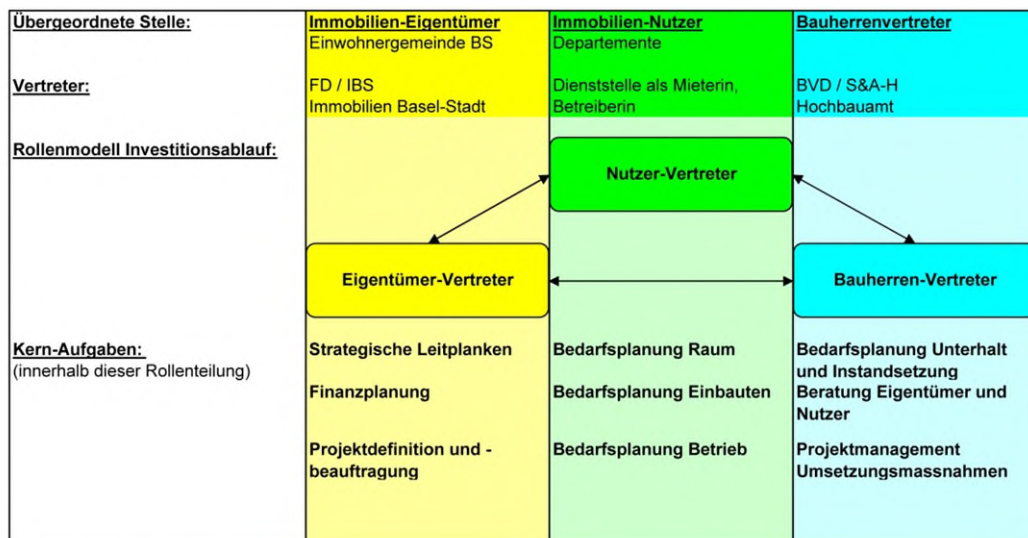 Übergeordnete Stelle:
Immobilien-Eigentümer
Immobilien-Nutzer
Bauherrenvertreter
Einwohnergemeinde BS
Departemente
Vertreter:
FD / IBS
Dienststelle als Mieterin,
BVD / S&A-H
Immobilien Basel-Stadt
Betreiberin
Hochbauamt
Rollenmodell Investitionsablauf:
Nutzer-Vertreter
Eigentümer-Vertreter
Bauherren-Vertreter
Kern-Aufgaben:
(innerhalb dieser Rollenteilung)
Strategische Leitplanken
Bedarfsplanung Raum
Bedarfsplanung Unterhalt
und Instandsetzung
Finanzplanung
Bedarfsplanung Einbauten
Beratung Eigentümer und
Nutzer
Projektdefinition und -
beauftragung
Bedarfsplanung Betrieb
Projektmanagement
Umsetzungsmassnahmen